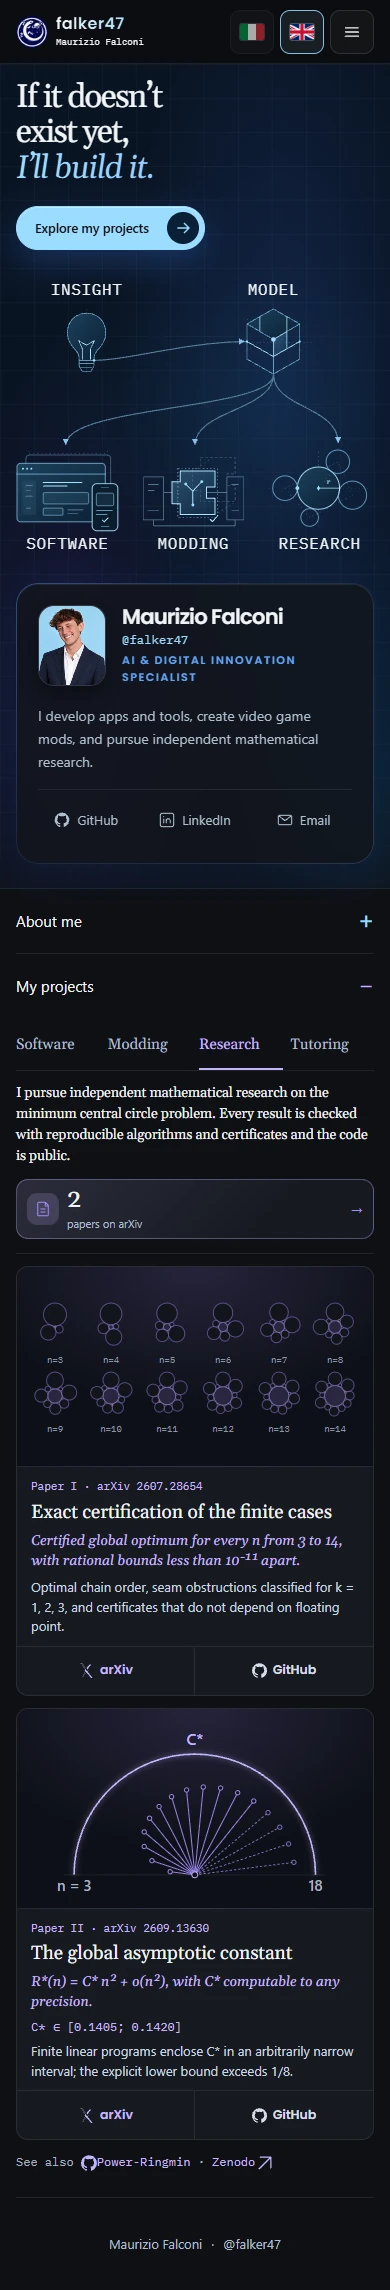 falker47
Maurizio Falconi
If it doesn't
exist yet,
I'll build it.
Explore my projects
INSIGHT
MODEL
r
SOFTWARE
MODDING
RESEARCH
Maurizio Falconi
@falker47
AI & DIGITAL INNOVATION
SPECIALIST
I develop apps and tools, create video game
mods, and pursue independent mathematical
research.
GitHub
LinkedIn
Email
About me
My projects
Software
Modding
Research
Tutoring
I pursue independent mathematical research on the
minimum central circle problem. Every result is checked
with reproducible algorithms and certificates and the code
is public.
2
papers on arXiv
n=3
n=4
n=5
n=6
n=7
n=8
n=9
n=10
n=11
n=12
n=13
n=14
Paper I · arXiv 2607.28654
Exact certification of the finite cases
Certified global optimum for every n from 3 to 14,
with rational bounds less than 10⁻¹¹ apart.
Optimal chain order, seam obstructions classified for k =
1, 2, 3, and certificates that do not depend on floating
point.
arXiv
GitHub
C*
n = 3
18
Paper II · arXiv 2609.13630
The global asymptotic constant
R*(n) = C* n² + o(n²), with C* computable to any
precision.
C* ∈ [0.1405; 0.1420]
Finite linear programs enclose C* in an arbitrarily narrow
interval; the explicit lower bound exceeds 1/8.
arXiv
GitHub
See also Power-Ringmin · Zenodo
Maurizio Falconi · @falker47